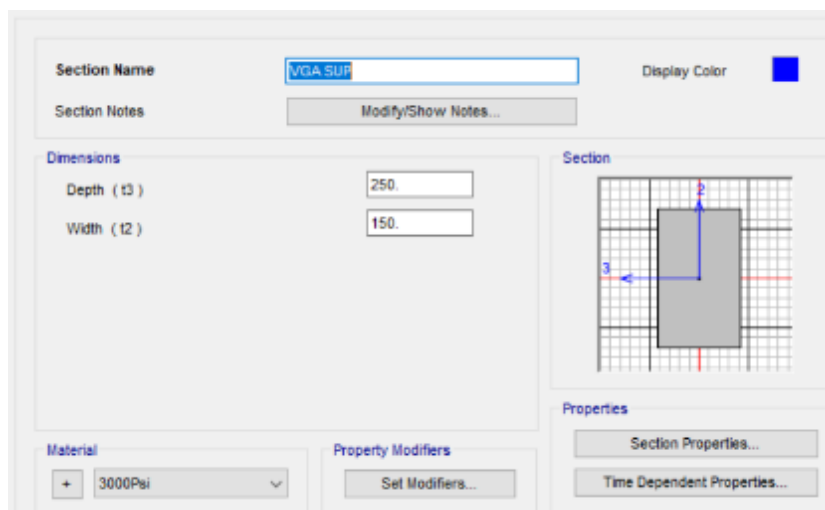 Section Name VGA SUP Display Color
Section Notes Modify/Show Notes...
Dimensions
Depth ( t3 ) 250.
Width ( t2 ) 150.
Section
2
3
Properties
Section Properties...
Time Dependent Properties...
Material
+ 3000Psi
Property Modifiers
Set Modifiers...